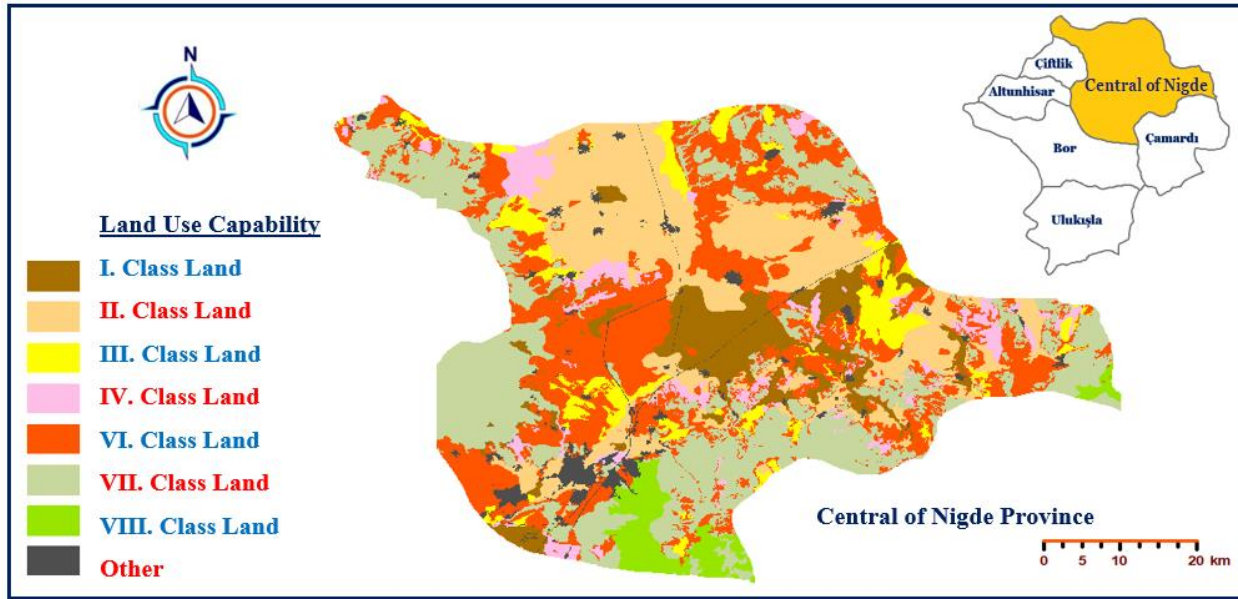 N
Land Use Capability
I. Class Land
II. Class Land
III. Class Land
IV. Class Land
VI. Class Land
VII. Class Land
VIII. Class Land
Other
Çiftlik
Altunhisar
Central of Nigde
Bor
Çamardı
Ulukışla
Central of Nigde Province
0 5 10 20 km